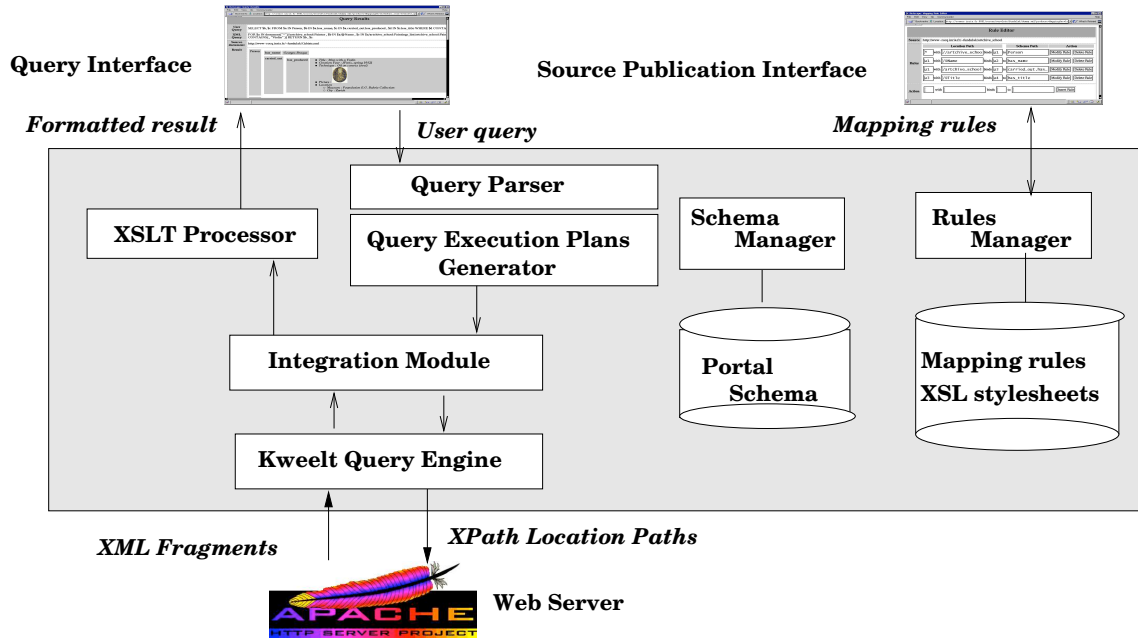 Query Results
Query Interface
Formatted result
User query
Rule Editor
Source Publication Interface
Mapping rules
Query Parser
XSLT Processor
Query Execution Plans
Generator
Schema
Manager
Rules
Manager
Integration Module
Portal
Schema
Mapping rules
XSL stylesheets
Kweelt Query Engine
XML Fragments
XPath Location Paths
Web Server
APACHE
HTTP SERVER PROJECT